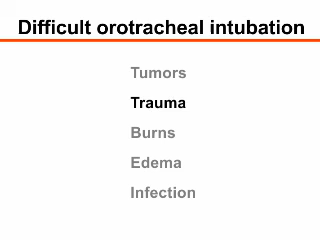 Difficult orotracheal intubation
Tumors
Trauma
Burns
Edema
Infection